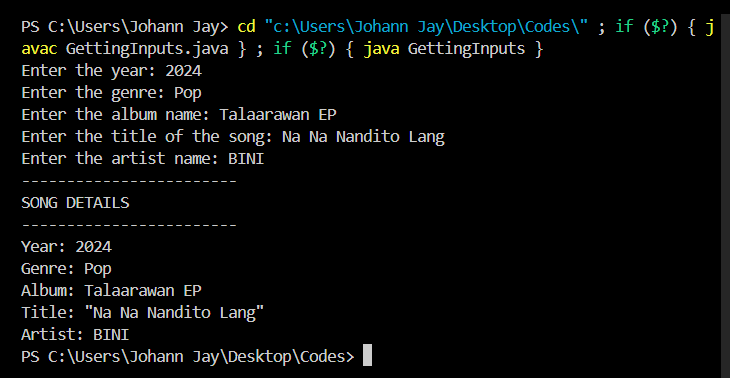 PS C:\Users\Johann Jay> cd "c:\Users\Johann Jay\Desktop\Codes\" ; if ($?) { j
avac GettingInputs.java } ; if ($?) { java GettingInputs }
Enter the year: 2024
Enter the genre: Pop
Enter the album name: Talaarawan EP
Enter the title of the song: Na Na Nandito Lang
Enter the artist name: BINI
------------------------
SONG DETAILS
------------------------
Year: 2024
Genre: Pop
Album: Talaarawan EP
Title: "Na Na Nandito Lang"
Artist: BINI
PS C:\Users\Johann Jay\Desktop\Codes>